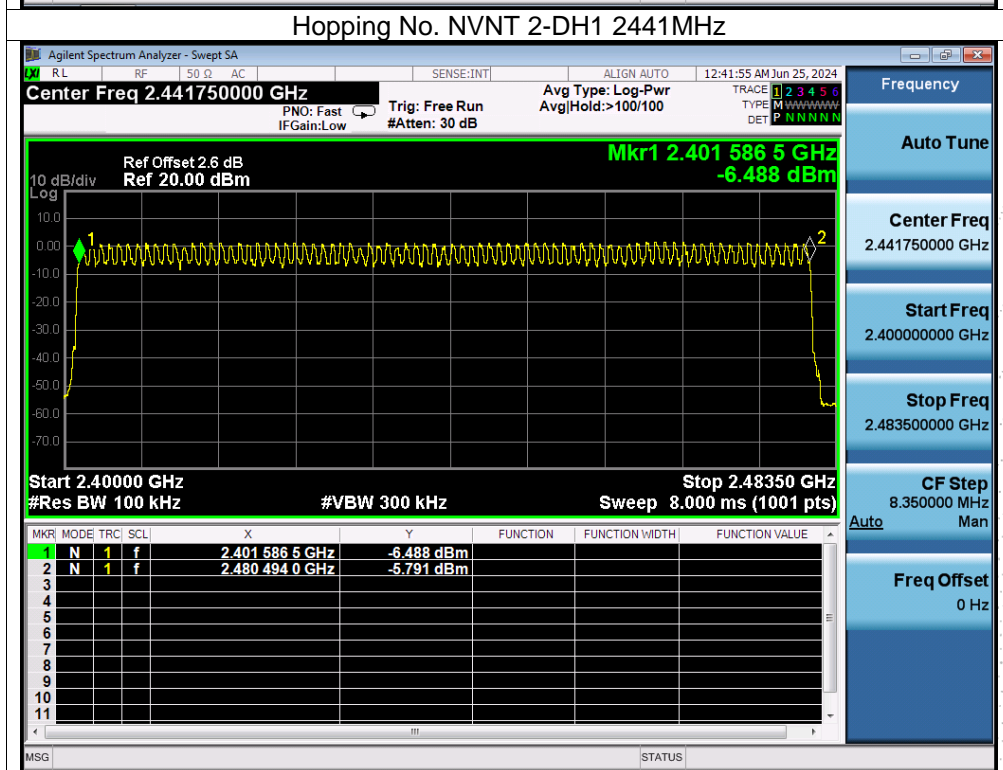 Hopping No. NVNT 2-DH1 2441MHz
Agilent Spectrum Analyzer - Swept SA
LXI RL RF 50 Ω AC SENSE:INT ALIGN AUTO 12:41:55 AM Jun 25, 2024
Center Freq 2.441750000 GHz
PNO: Fast
IFGain:Low
Trig: Free Run
#Atten: 30 dB
Avg Type: Log-Pwr
Avg|Hold:>100/100
TRACE 1 2 3 4 5 6
TYPE M WWWWW
DET P N N N N N
Mkr1 2.401 586 5 GHz
-6.488 dBm
Ref Offset 2.6 dB
10 dB/div Ref 20.00 dBm
Log
10.0
0.00
-10.0
-20.0
-30.0
-40.0
-50.0
-60.0
-70.0
1
2
Start 2.40000 GHz Stop 2.48350 GHz
#Res BW 100 kHz #VBW 300 kHz Sweep 8.000 ms (1001 pts)
MKR MODE TRC SCL X Y FUNCTION FUNCTION WIDTH FUNCTION VALUE
1 N 1 f 2.401 586 5 GHz -6.488 dBm
2 N 1 f 2.480 494 0 GHz -5.791 dBm
3
4
5
6
7
8
9
10
11
MSG STATUS
Frequency
Auto Tune
Center Freq
2.441750000 GHz
Start Freq
2.400000000 GHz
Stop Freq
2.483500000 GHz
CF Step
8.350000 MHz
Auto Man
Freq Offset
0 Hz